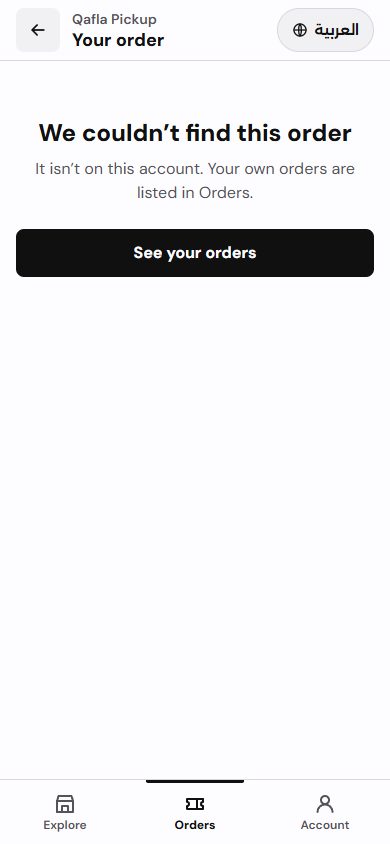 Qafla Pickup
Your order
العربية
We couldn’t find this order
It isn’t on this account. Your own orders are
listed in Orders.
See your orders
Explore
Orders
Account